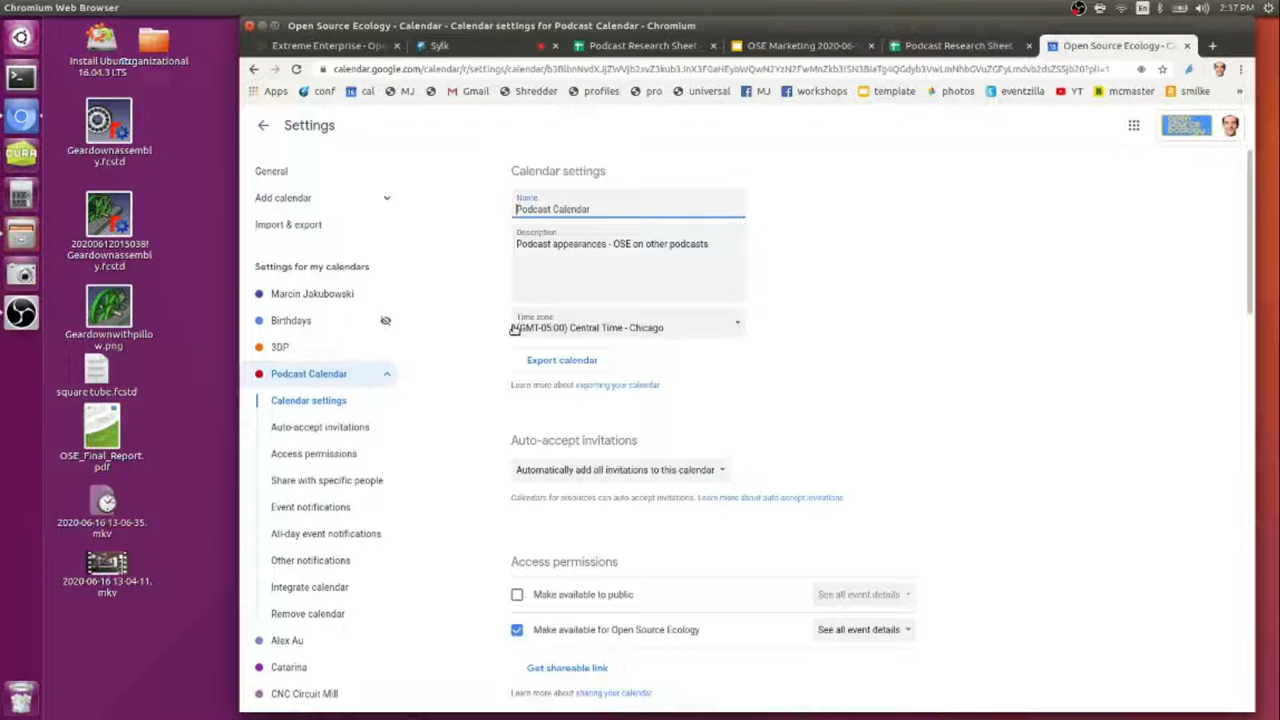 Chromium Web Browser
En
2:17 PM
Open Source Ecology - Calendar - Calendar settings for Podcast Calendar - Chromium
Extreme Enterprise - Op
Sylk
Podcast Research Sheet
OSE Marketing 2020-06-
Podcast Research Sheet
Open Source Ecology - C
Apps
conf
cal
MJ
Gmail
Shredder
profiles
pro
universal
MJ
workshops
template
photos
eventzilla
YT
mcmaster
smilke
»
Settings
General
Add calendar
Import & export
Settings for my calendars
Marcin Jakubowski
Birthdays
3DP
Podcast Calendar
Calendar settings
Auto-accept invitations
Access permissions
Share with specific people
Event notifications
All-day event notifications
Other notifications
Integrate calendar
Remove calendar
Alex Au
Catarina
CNC Circuit Mill
Calendar settings
Name
Podcast Calendar
Description
Podcast appearances - OSE on other podcasts
Time zone
(GMT-05:00) Central Time - Chicago
Export calendar
Learn more about exporting your calendar
Auto-accept invitations
Automatically add all invitations to this calendar
Calendars for resources can auto-accept invitations. Learn more about auto-accept invitations
Access permissions
Make available to public
See all event details
Make available for Open Source Ecology
See all event details
Get shareable link
Learn more about sharing your calendar
Install Ubuntu 16.04.3 LTS
Organizational
Geardownassembl
y.fcstd
20200612015038!
Geardownassembl
y.fcstd
Geardownwithpillo
w.png
square tube.fcstd
OSE_Final_Report.
pdf
2020-06-16 13-06-35.
mkv
2020-06-16 13-04-11.
mkv
CURA